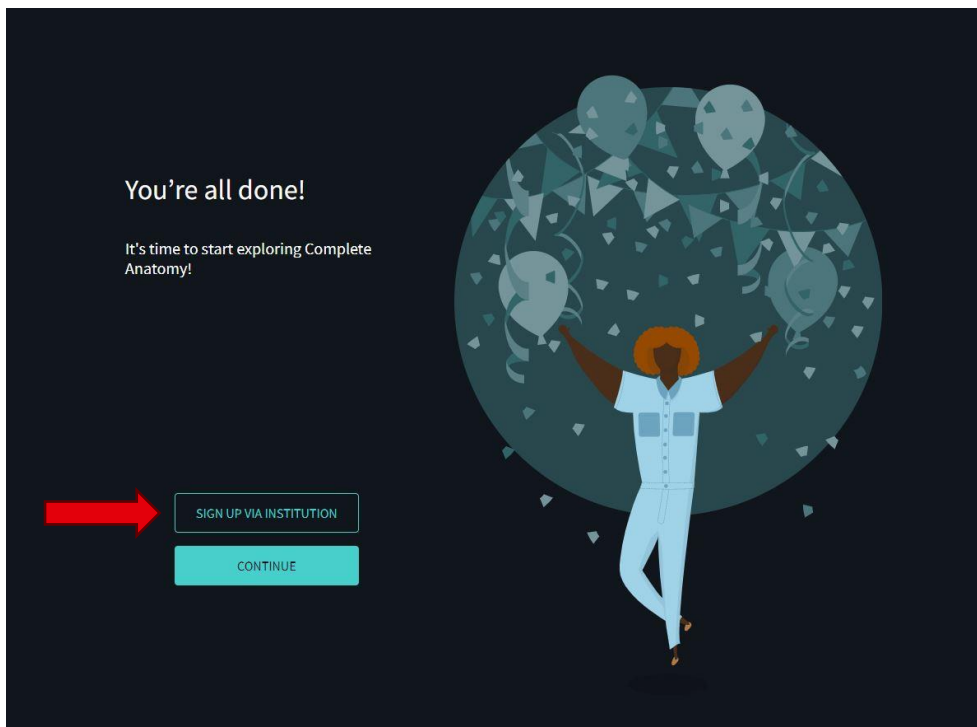 You’re all done!
It's time to start exploring Complete
Anatomy!
SIGN UP VIA INSTITUTION
CONTINUE